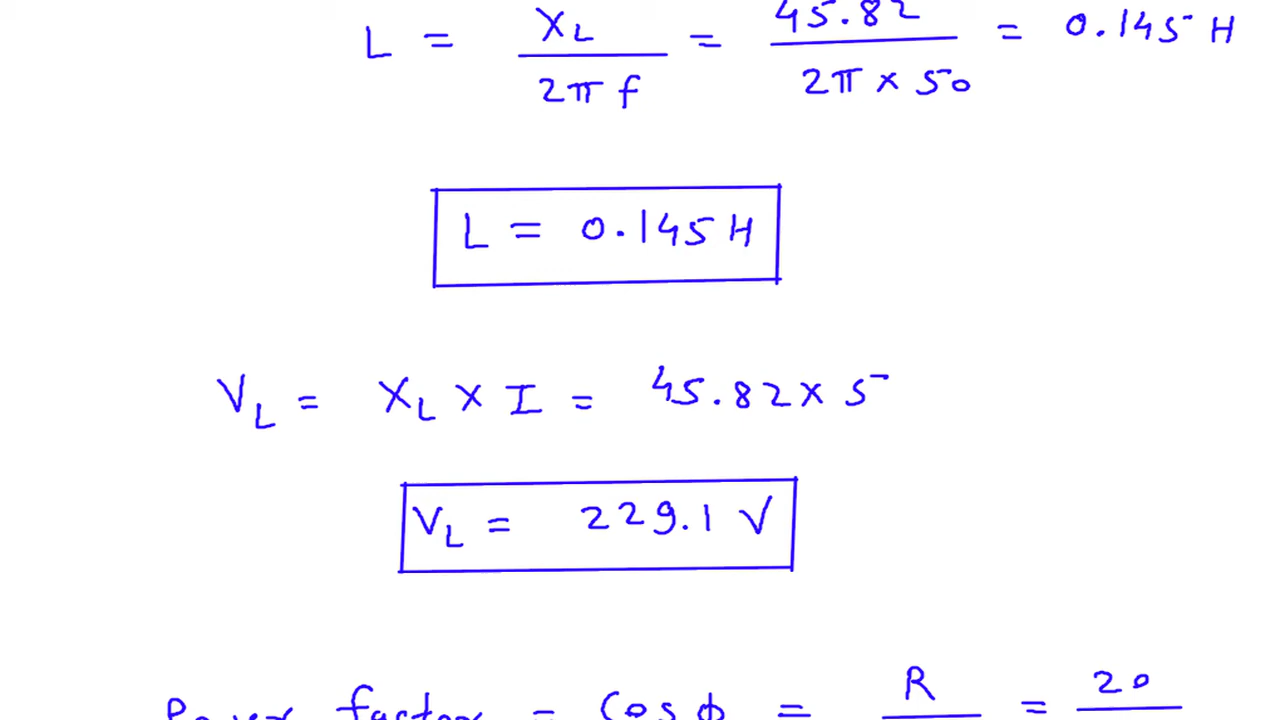 L = X_L / 2π f = 45.82 / 2π × 50 = 0.145 H
L = 0.145 H
V_L = X_L × I = 45.82 × 5
V_L = 229.1 V
Power factor = Cos ϕ = R = 20